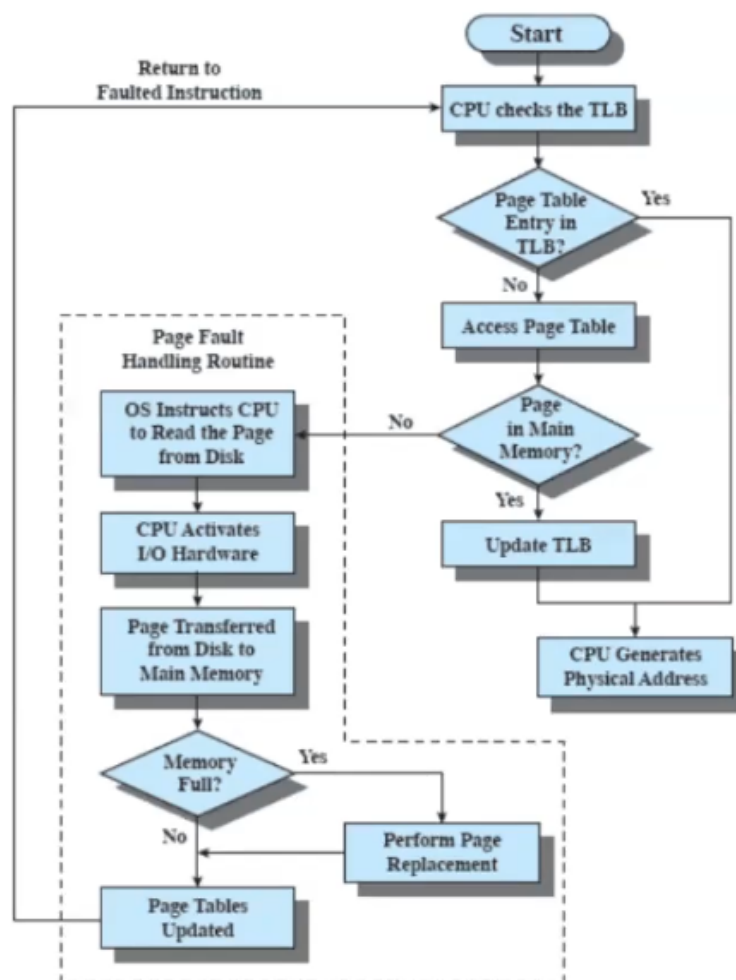 Start
Return to
Faulted Instruction
CPU checks the TLB
Page Table
Entry in
TLB?
Yes
No
Access Page Table
Page Fault
Handling Routine
OS Instructs CPU
to Read the Page
from Disk
No
Page
in Main
Memory?
Yes
CPU Activates
I/O Hardware
Update TLB
Page Transferred
from Disk to
Main Memory
CPU Generates
Physical Address
Memory
Full?
Yes
No
Perform Page
Replacement
Page Tables
Updated